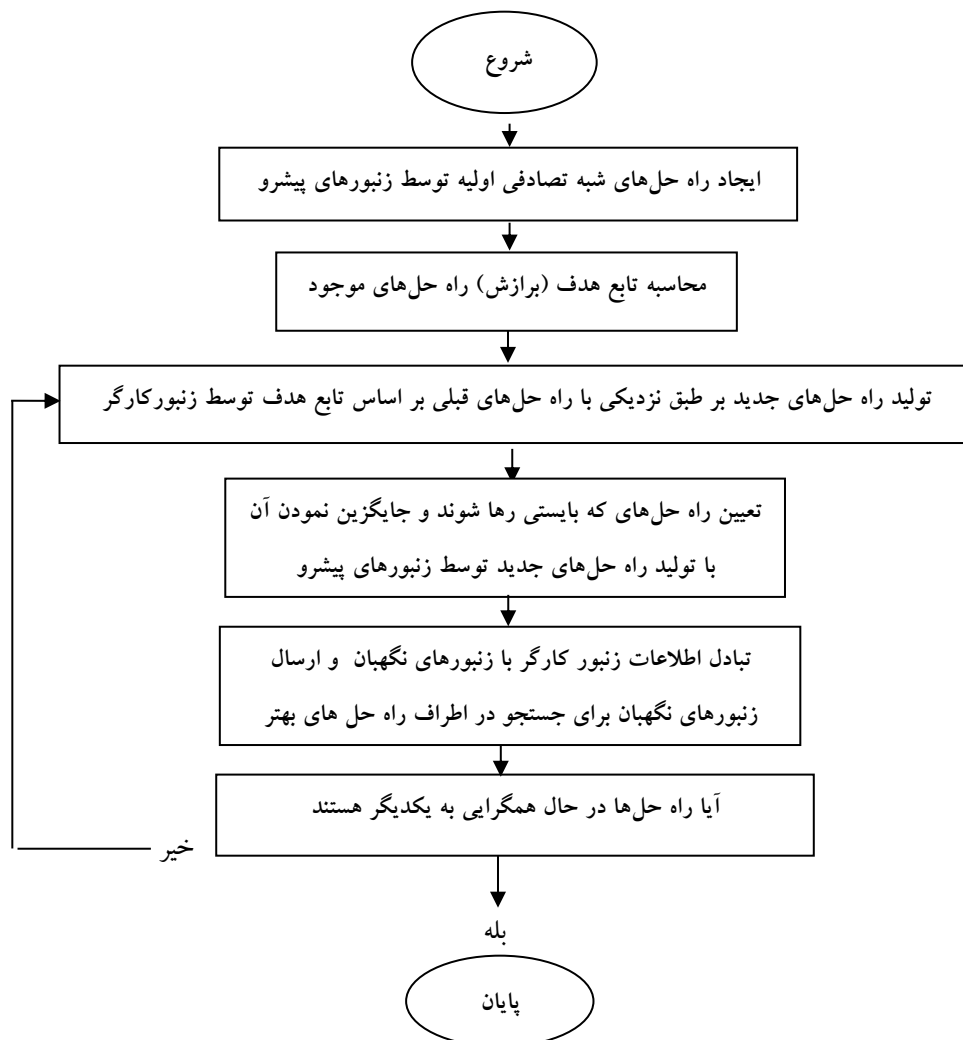 شروع
ایجاد راه حل‌های شبه تصادفی اولیه توسط زنبورهای پیشرو
محاسبه تابع هدف (برازش) راه حل‌های موجود
تولید راه حل‌های جدید بر طبق نزدیکی با راه حل‌های قبلی بر اساس تابع هدف توسط زنبورکارگر
تعیین راه حل‌های که بایستی رها شوند و جایگزین نمودن آن
با تولید راه حل‌های جدید توسط زنبورهای پیشرو
تبادل اطلاعات زنبور کارگر با زنبورهای نگهبان و ارسال
زنبورهای نگهبان برای جستجو در اطراف راه حل های بهتر
آیا راه حل‌ها در حال همگرایی به یکدیگر هستند
خیر
بله
پایان